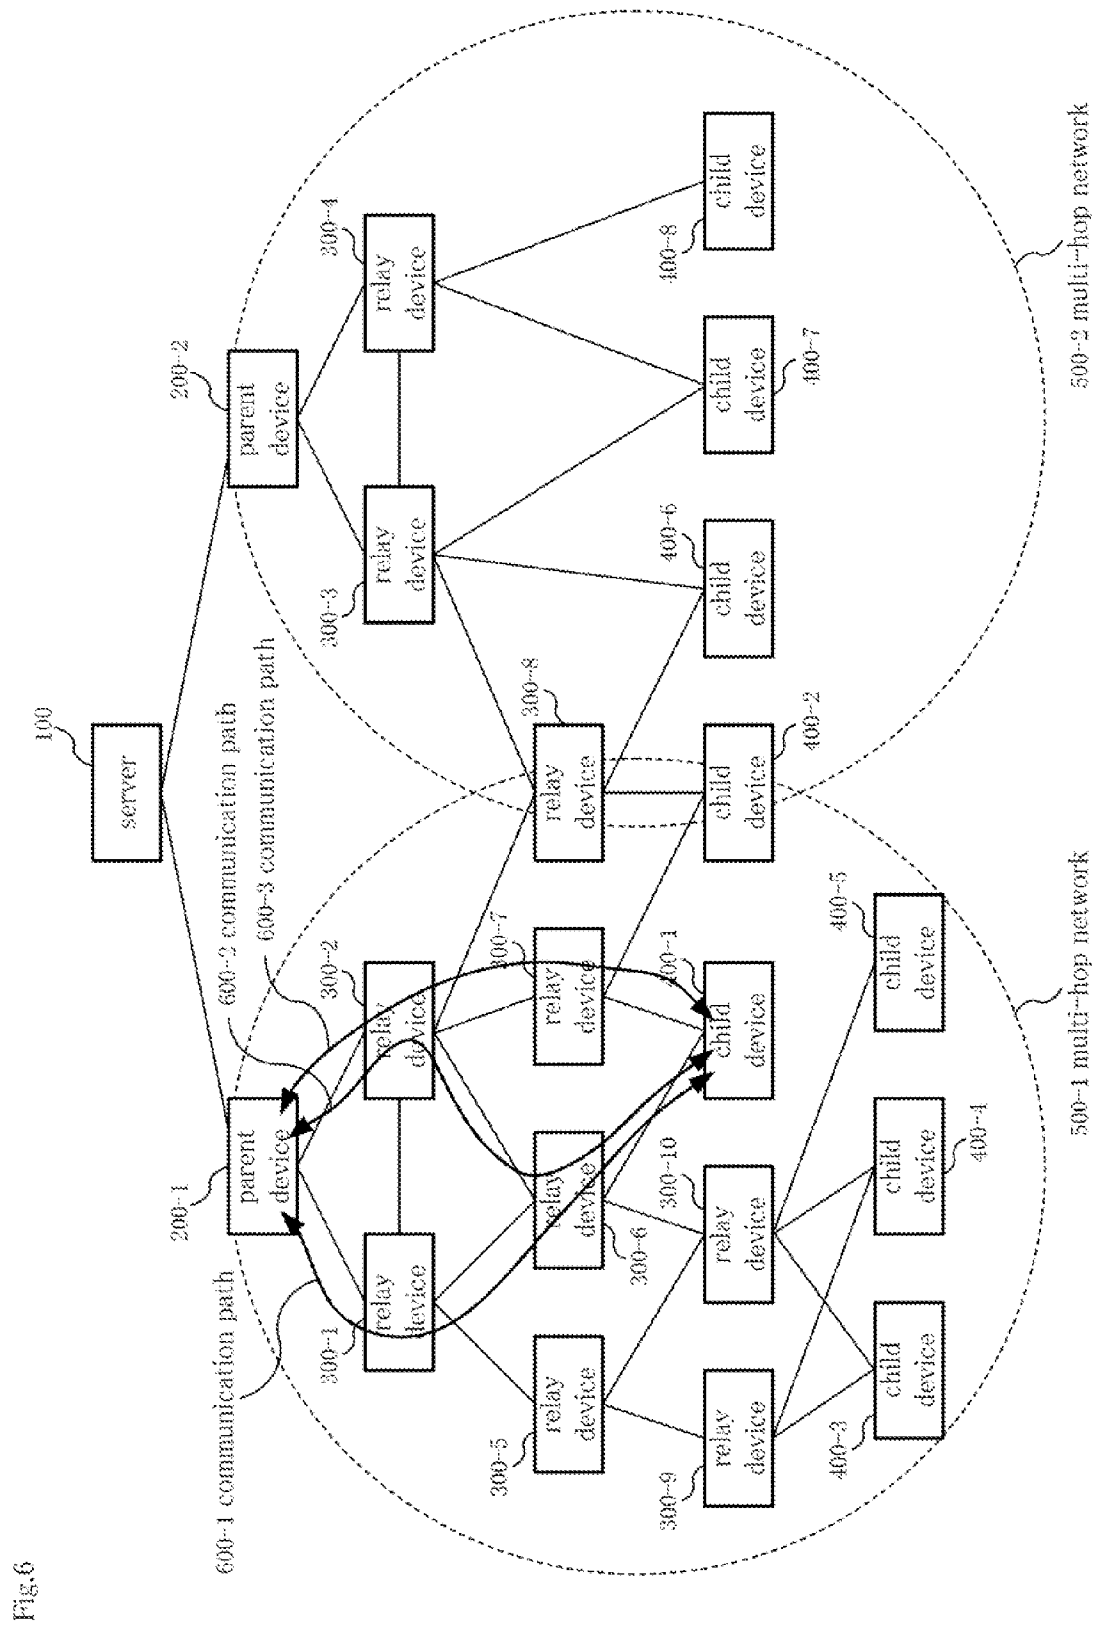 Fig.6
100
server
200-1
parent
device
200-2
parent
device
600-1 communication path
600-2 communication path
600-3 communication path
300-1
relay
device
300-2
relay
device
300-3
relay
device
300-4
relay
device
300-5
relay
device
300-6
relay
device
300-7
relay
device
300-8
relay
device
300-9
relay
device
300-10
relay
device
400-1
child
device
400-2
child
device
400-6
child
device
400-7
child
device
400-8
child
device
400-3
child
device
400-4
child
device
400-5
child
device
500-1 multi-hop network
500-2 multi-hop network